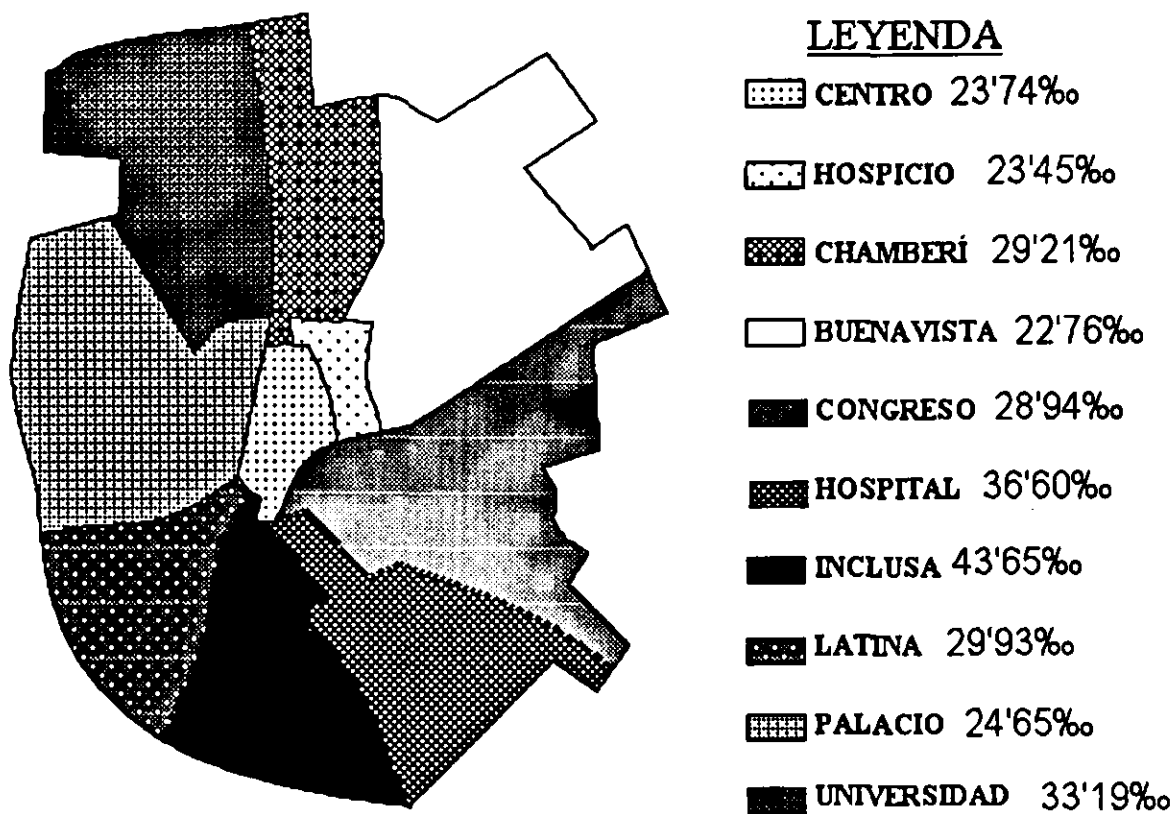 LEYENDA
CENTRO 23'74‰
HOSPICIO 23'45‰
CHAMBERÍ 29'21‰
BUENAVISTA 22'76‰
CONGRESO 28'94‰
HOSPITAL 36'60‰
INCLUSA 43'65‰
LATINA 29'93‰
PALACIO 24'65‰
UNIVERSIDAD 33'19‰